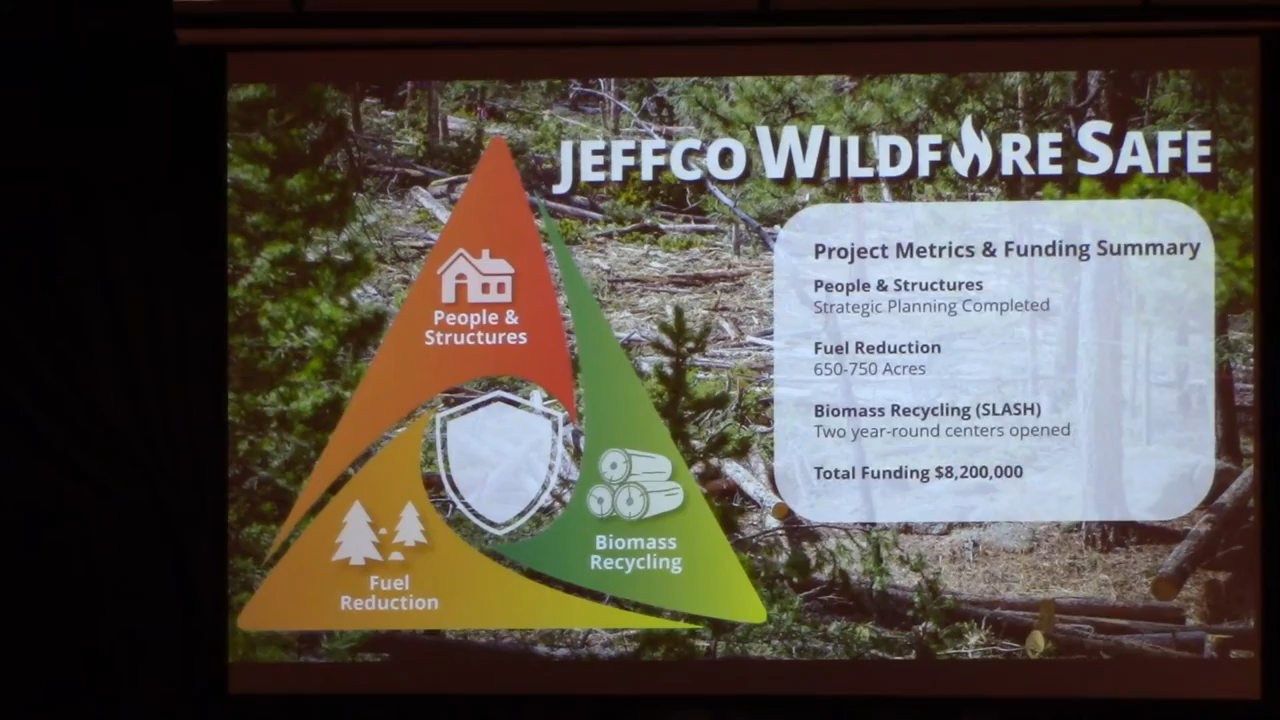 JEFFCO WILDFIRE SAFE
People &
Structures
Fuel
Reduction
Biomass
Recycling
Project Metrics & Funding Summary
People & Structures
Strategic Planning Completed
Fuel Reduction
650-750 Acres
Biomass Recycling (SLASH)
Two year-round centers opened
Total Funding $8,200,000